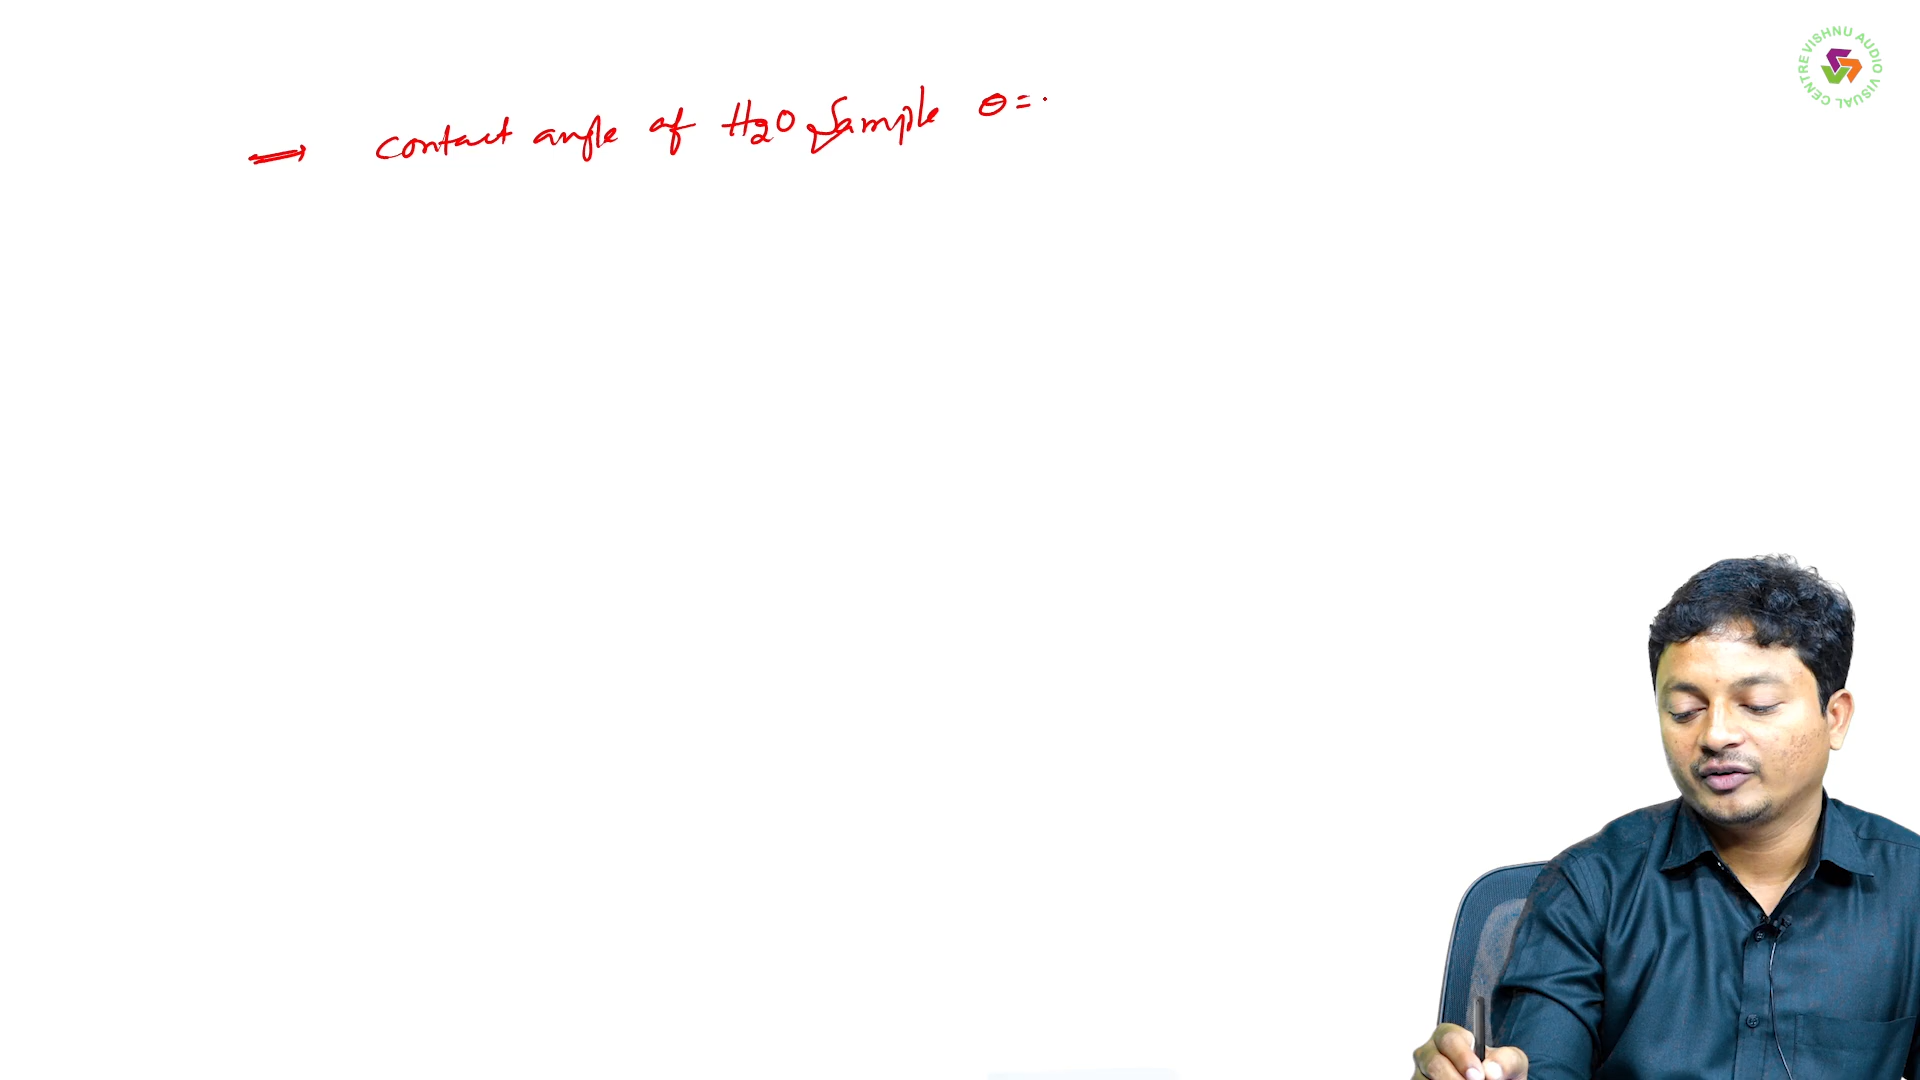 → contact angle of H2O Sample θ=.
VISHNU AUDIO VISUAL CENTRE